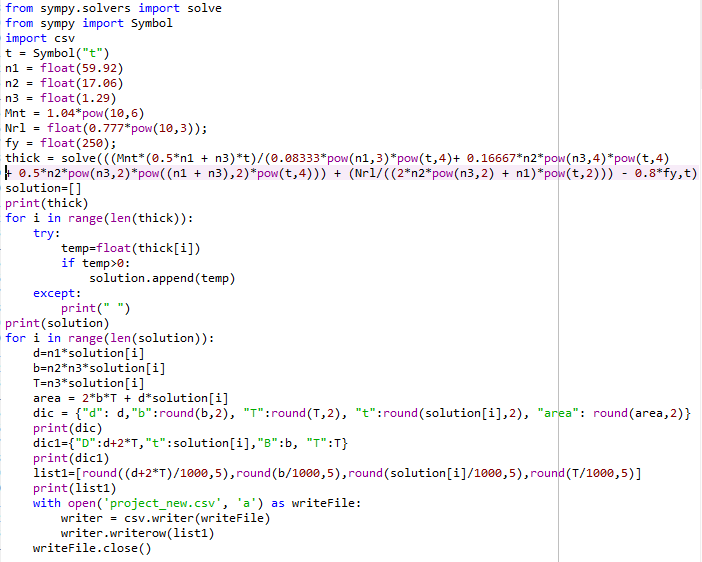 from sympy.solvers import solve
from sympy import Symbol
import csv
t = Symbol("t")
n1 = float(59.92)
n2 = float(17.06)
n3 = float(1.29)
Mnt = 1.04*pow(10,6)
Nrl = float(0.777*pow(10,3));
fy = float(250);
thick = solve(((Mnt*(0.5*n1 + n3)*t)/(0.08333*pow(n1,3)*pow(t,4)+ 0.16667*n2*pow(n3,4)*pow(t,4)
+ 0.5*n2*pow(n3,2)*pow((n1 + n3),2)*pow(t,4))) + (Nrl/((2*n2*pow(n3,2) + n1)*pow(t,2))) - 0.8*fy,t)
solution=[]
print(thick)
for i in range(len(thick)):
    try:
        temp=float(thick[i])
        if temp>0:
            solution.append(temp)
    except:
        print(" ")
print(solution)
for i in range(len(solution)):
    d=n1*solution[i]
    b=n2*n3*solution[i]
    T=n3*solution[i]
    area = 2*b*T + d*solution[i]
    dic = {"d": d,"b":round(b,2), "T":round(T,2), "t":round(solution[i],2), "area": round(area,2)}
    print(dic)
    dic1={"D":d+2*T,"t":solution[i],"B":b, "T":T}
    print(dic1)
    list1=[round((d+2*T)/1000,5),round(b/1000,5),round(solution[i]/1000,5),round(T/1000,5)]
    print(list1)
    with open('project_new.csv', 'a') as writeFile:
        writer = csv.writer(writeFile)
        writer.writerow(list1)
    writeFile.close()